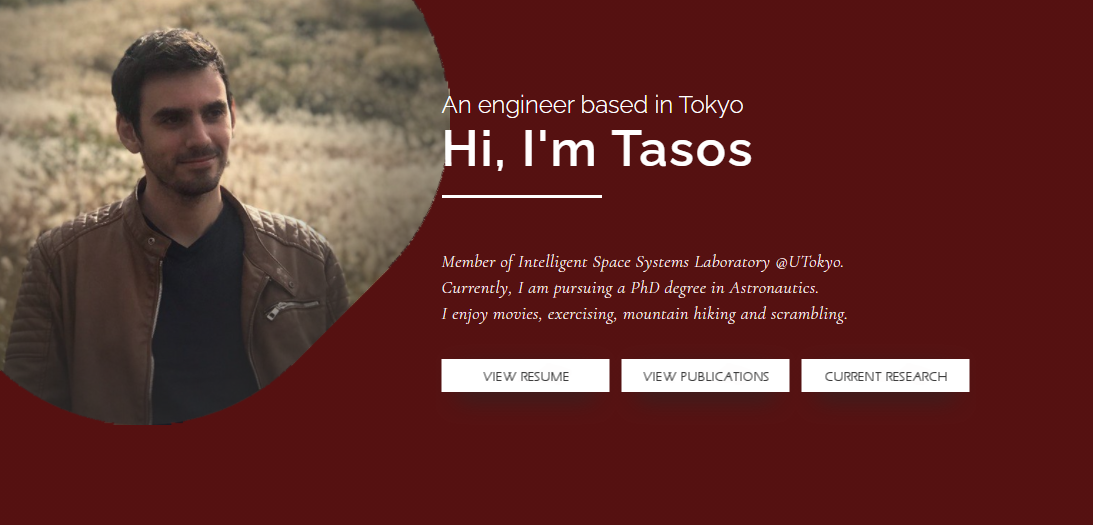 An engineer based in Tokyo
Hi, I'm Tasos
Member of Intelligent Space Systems Laboratory @UTokyo.
Currently, I am pursuing a PhD degree in Astronautics.
I enjoy movies, exercising, mountain hiking and scrambling.
VIEW RESUME VIEW PUBLICATIONS CURRENT RESEARCH